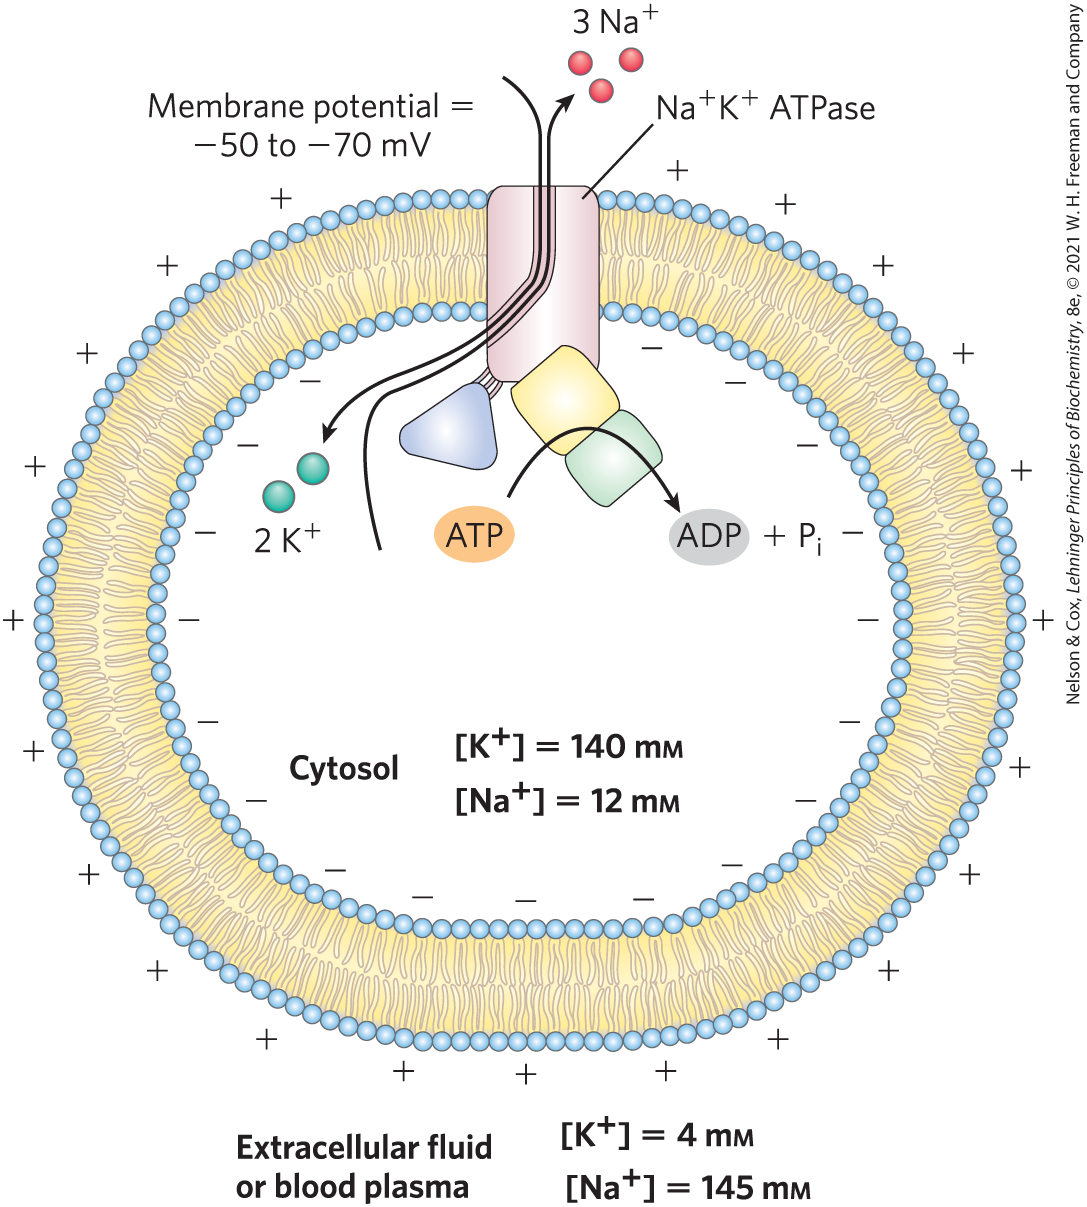 3 Na⁺
Membrane potential =
−50 to −70 mV
Na⁺K⁺ ATPase
2 K⁺
ATP
ADP + Pᵢ
Cytosol
[K⁺] = 140 mM
[Na⁺] = 12 mM
Extracellular fluid
or blood plasma
[K⁺] = 4 mM
[Na⁺] = 145 mM
Nelson & Cox, Lehninger Principles of Biochemistry, 8e, © 2021 W. H. Freeman and Company